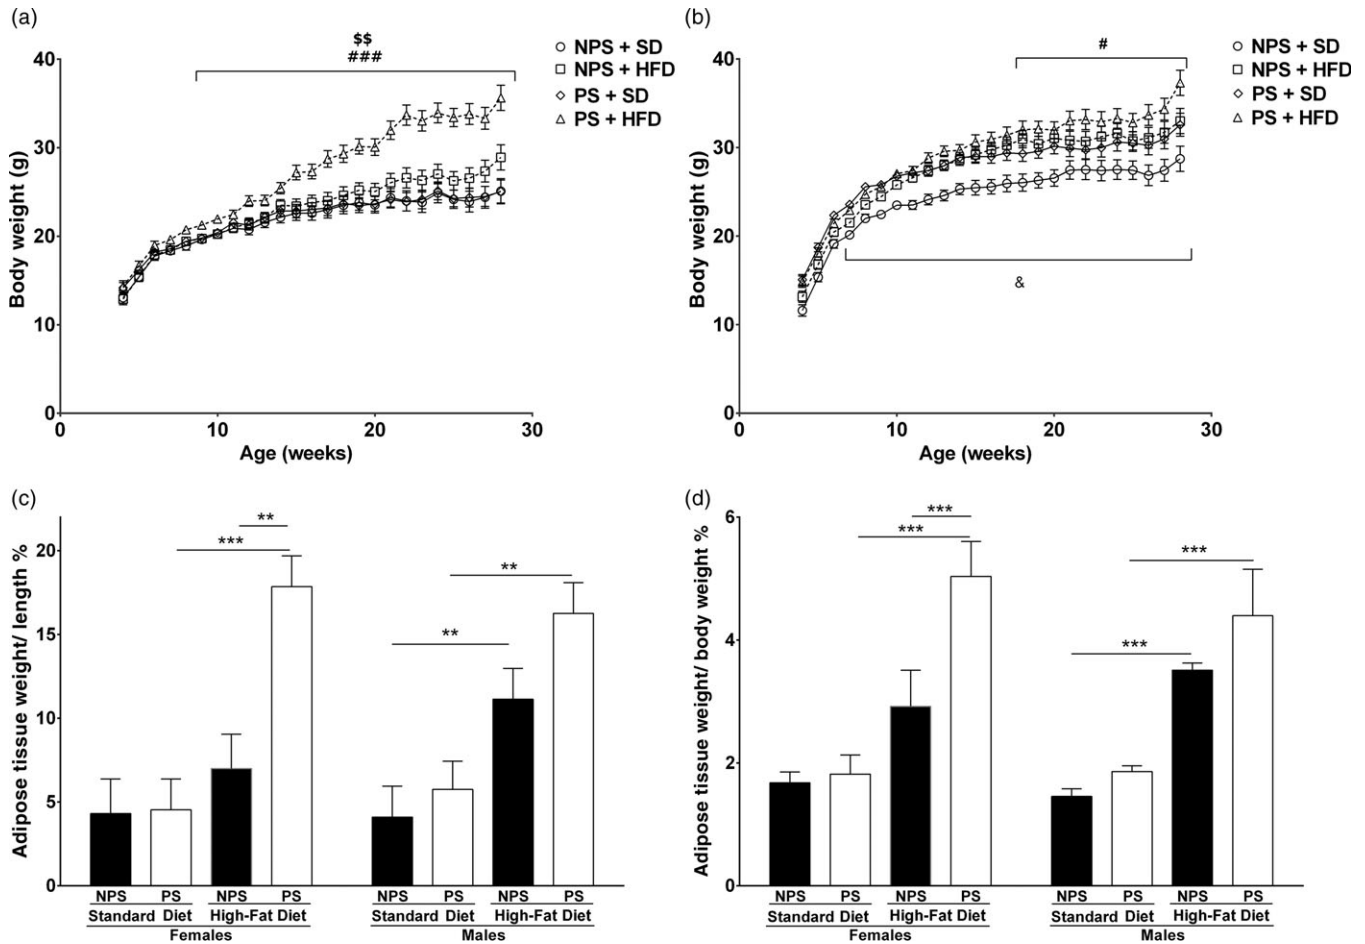 (a)
$$
###
40
30
20
10
0
0
10
20
30
Body weight (g)
Age (weeks)
NPS + SD
NPS + HFD
PS + SD
PS + HFD
(b)
#
&
40
30
20
10
0
0
10
20
30
Body weight (g)
Age (weeks)
NPS + SD
NPS + HFD
PS + SD
PS + HFD
(c)
Adipose tissue weight/ length %
20
15
10
5
0
**
***
**
**
NPS PS NPS PS NPS PS NPS PS
Standard Diet High-Fat Diet Standard Diet High-Fat Diet
Females Males
(d)
Adipose tissue weight/ body weight %
6
4
2
0
***
***
***
***
NPS PS NPS PS NPS PS NPS PS
Standard Diet High-Fat Diet Standard Diet High-Fat Diet
Females Males